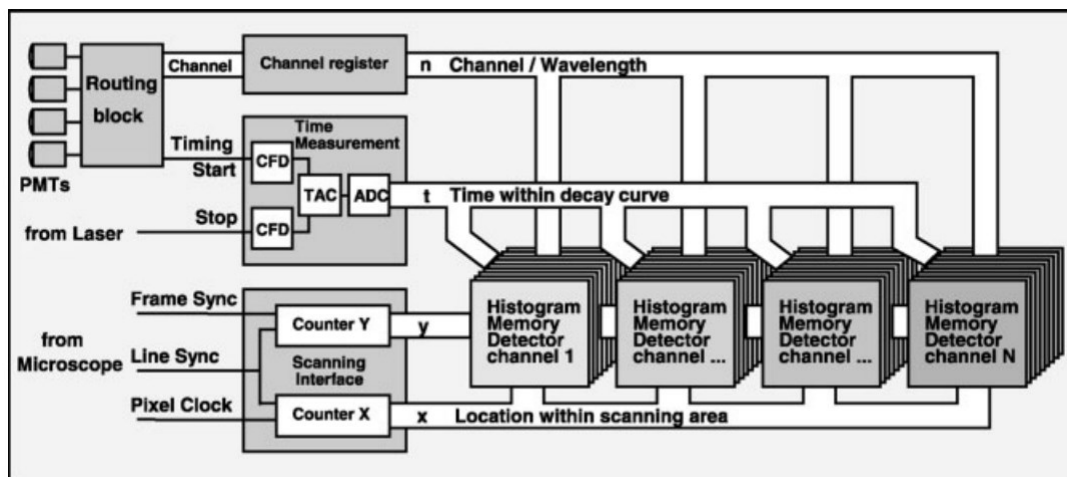 Routing
block
PMTs
Channel
Channel register
n Channel / Wavelength
Timing
Start
Time
Measurement
CFD
TAC
ADC
t Time within decay curve
Stop
CFD
from Laser
Frame Sync
Counter Y
y
from
Microscope
Line Sync
Scanning
Interface
Pixel Clock
Counter X
x Location within scanning area
Histogram
Memory
Detector
channel 1
Histogram
Memory
Detector
channel ...
Histogram
Memory
Detector
channel ...
Histogram
Memory
Detector
channel N